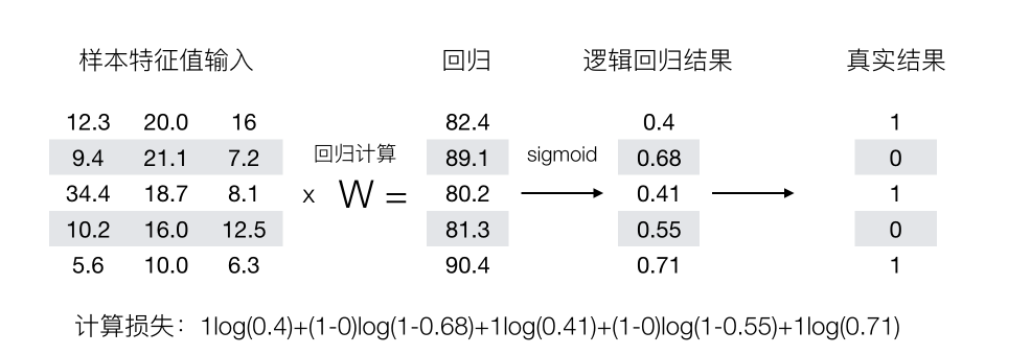 样本特征值输入 回归 逻辑回归结果 真实结果
12.3 20.0 16 82.4 0.4 1
回归计算 sigmoid
9.4 21.1 7.2 89.1 0.68 0
34.4 18.7 8.1 x W = 80.2 0.41 1
10.2 16.0 12.5 81.3 0.55 0
5.6 10.0 6.3 90.4 0.71 1
计算损失：1log(0.4)+(1-0)log(1-0.68)+1log(0.41)+(1-0)log(1-0.55)+1log(0.71)